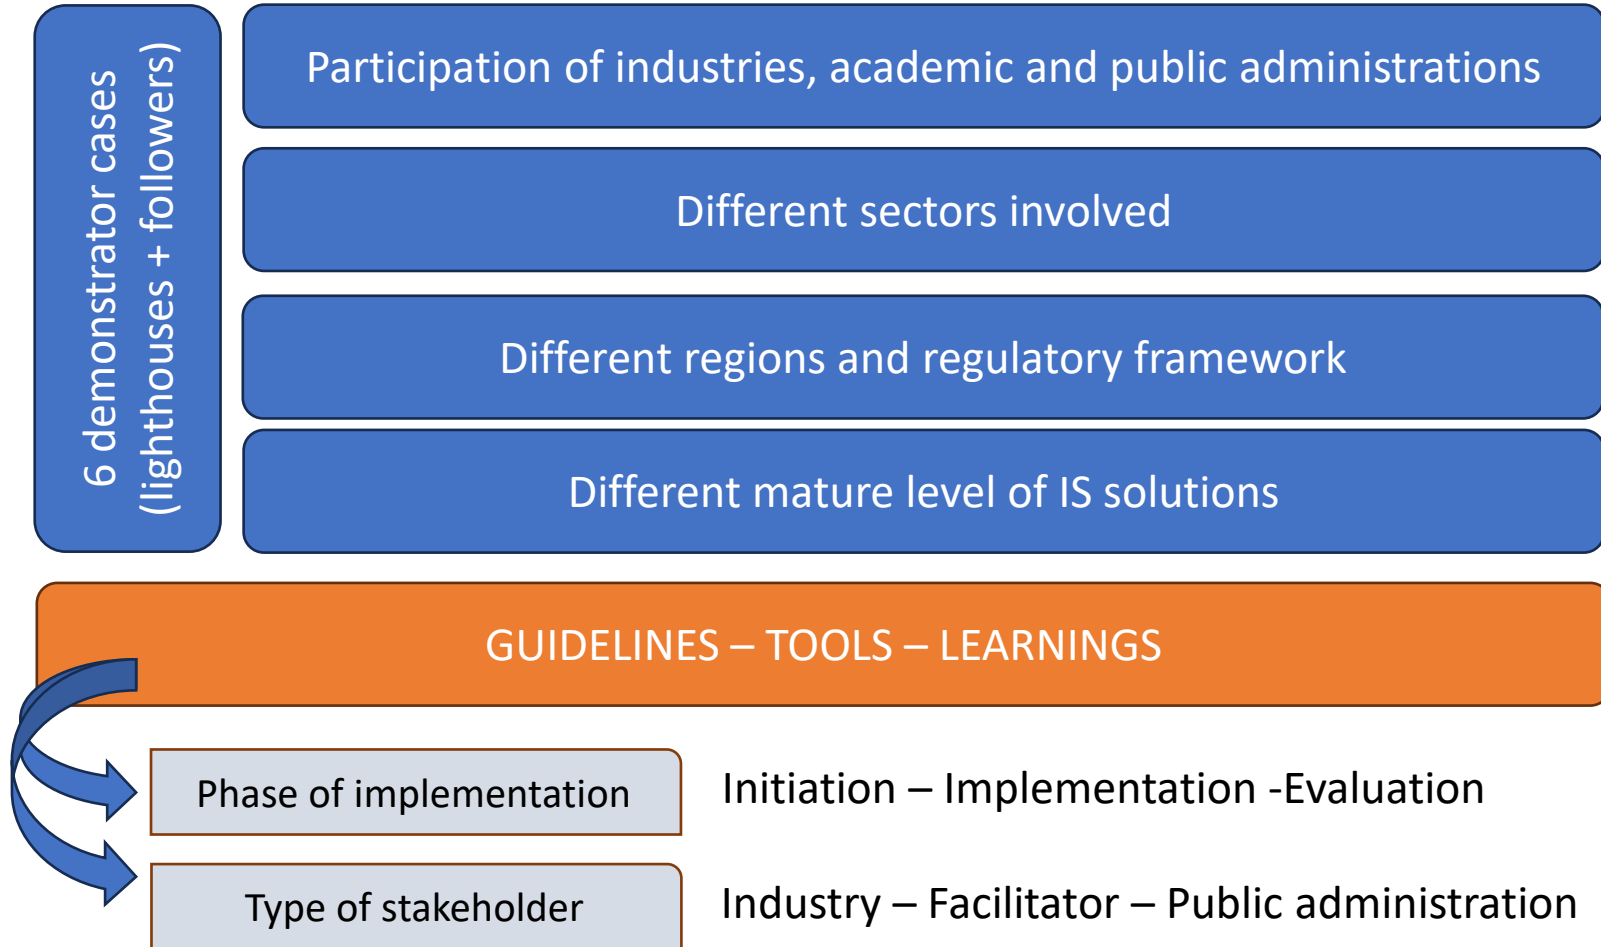 6 demonstrator cases
(lighthouses + followers)
Participation of industries, academic and public administrations
Different sectors involved
Different regions and regulatory framework
Different mature level of IS solutions
GUIDELINES – TOOLS – LEARNINGS
Phase of implementation
Initiation – Implementation -Evaluation
Type of stakeholder
Industry – Facilitator – Public administration